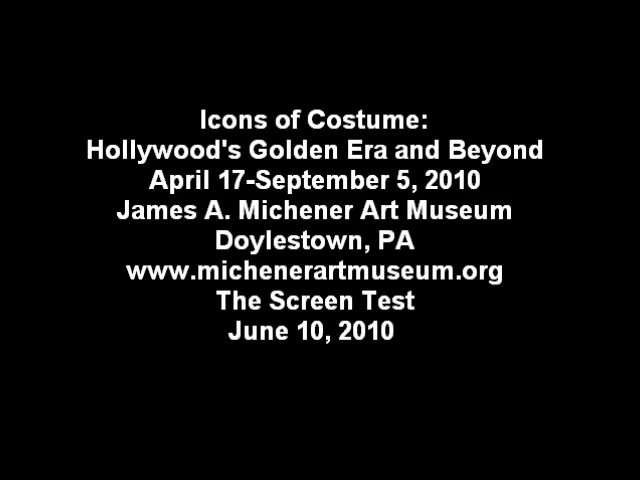 Icons of Costume:
Hollywood's Golden Era and Beyond
April 17-September 5, 2010
James A. Michener Art Museum
Doylestown, PA
www.michenerartmuseum.org
The Screen Test
June 10, 2010